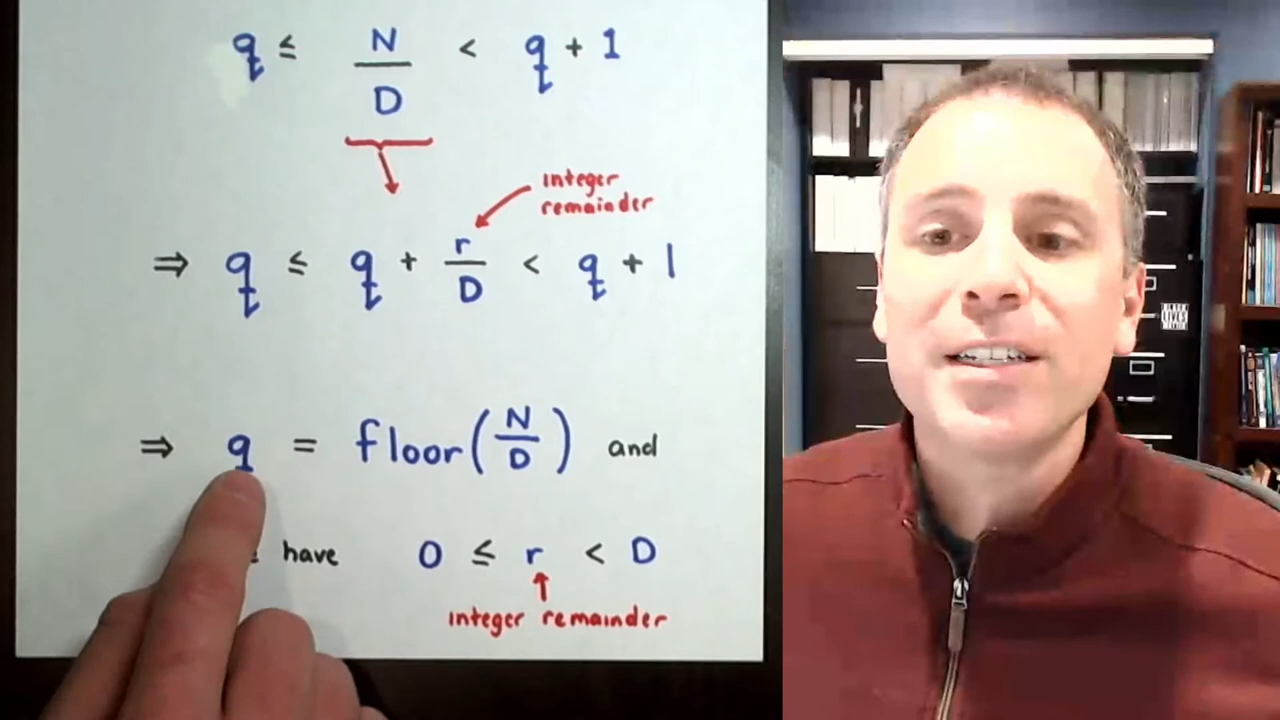 q ≤ N/D < q + 1
integer
remainder
⇒ q ≤ q + r/D < q + 1
⇒ q = floor(N/D) and
have 0 ≤ r < D
integer remainder
BLACK
LIVES
MATTER